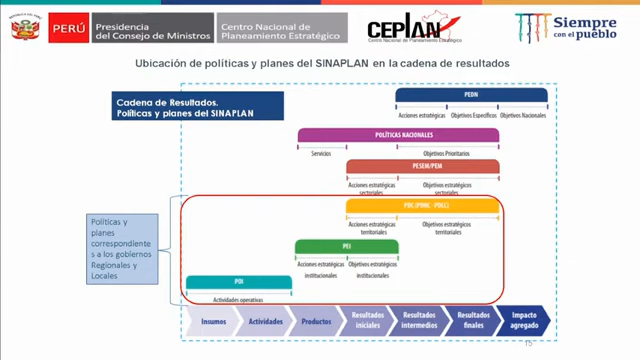 PERÚ
Presidencia
del Consejo de Ministros
Centro Nacional de
Planeamiento Estratégico
CEPLAN
Centro Nacional de Planeamiento Estratégico
Siempre
con el pueblo
Ubicación de políticas y planes del SINAPLAN en la cadena de resultados
Cadena de Resultados.
Políticas y planes del SINAPLAN
PEDN
Acciones estratégicas
Objetivos Específicos
Objetivos Nacionales
POLÍTICAS NACIONALES
Servicios
Objetivos Prioritarios
PESEM/PEM
Acciones estratégicas
sectoriales
Objetivos estratégicos
sectoriales
PDC (PDRC - PDLC)
Acciones estratégicas
territoriales
Objetivos estratégicos
territoriales
Políticas y
planes
correspondiente
s a los gobiernos
Regionales y
Locales
PEI
Acciones estratégicas
institucionales
Objetivos estratégicos
institucionales
POI
Actividades operativas
Insumos
Actividades
Productos
Resultados
iniciales
Resultados
intermedios
Resultados
finales
Impacto
agregado
15